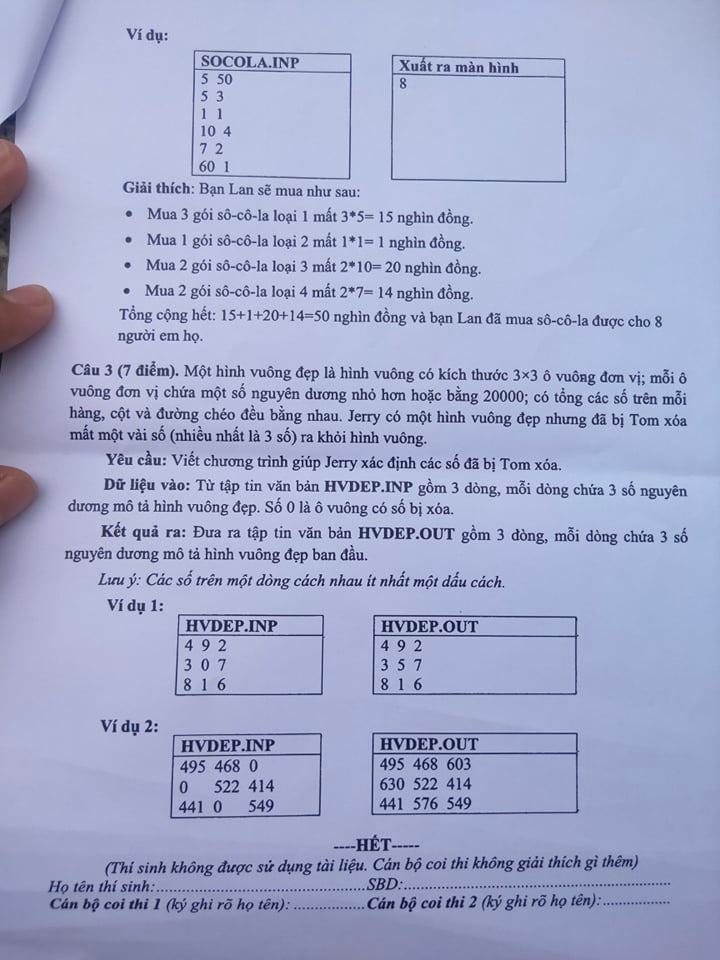 Ví dụ:
SOCOLA.INP
5 50
5 3
1 1
10 4
7 2
60 1
Xuất ra màn hình
8
Giải thích: Bạn Lan sẽ mua như sau:
• Mua 3 gói sô-cô-la loại 1 mất 3*5= 15 nghìn đồng.
• Mua 1 gói sô-cô-la loại 2 mất 1*1= 1 nghìn đồng.
• Mua 2 gói sô-cô-la loại 3 mất 2*10= 20 nghìn đồng.
• Mua 2 gói sô-cô-la loại 4 mất 2*7= 14 nghìn đồng.
Tổng cộng hết: 15+1+20+14=50 nghìn đồng và bạn Lan đã mua sô-cô-la được cho 8
người em họ.
Câu 3 (7 điểm). Một hình vuông đẹp là hình vuông có kích thước 3×3 ô vuông đơn vị; mỗi ô
vuông đơn vị chứa một số nguyên dương nhỏ hơn hoặc bằng 20000; có tổng các số trên mỗi
hàng, cột và đường chéo đều bằng nhau. Jerry có một hình vuông đẹp nhưng đã bị Tom xóa
mất một vài số (nhiều nhất là 3 số) ra khỏi hình vuông.
Yêu cầu: Viết chương trình giúp Jerry xác định các số đã bị Tom xóa.
Dữ liệu vào: Từ tập tin văn bản HVDEP.INP gồm 3 dòng, mỗi dòng chứa 3 số nguyên
dương mô tả hình vuông đẹp. Số 0 là ô vuông có số bị xóa.
Kết quả ra: Đưa ra tập tin văn bản HVDEP.OUT gồm 3 dòng, mỗi dòng chứa 3 số
nguyên dương mô tả hình vuông đẹp ban đầu.
Lưu ý: Các số trên một dòng cách nhau ít nhất một dấu cách.
Ví dụ 1:
HVDEP.INP
4 9 2
3 0 7
8 1 6
HVDEP.OUT
4 9 2
3 5 7
8 1 6
Ví dụ 2:
HVDEP.INP
495 468 0
0 522 414
441 0 549
HVDEP.OUT
495 468 603
630 522 414
441 576 549
----HẾT-----
(Thí sinh không được sử dụng tài liệu. Cán bộ coi thi không giải thích gì thêm)
Họ tên thí sinh:..........................................SBD:......................................................
Cán bộ coi thi 1 (ký ghi rõ họ tên): ................Cán bộ coi thi 2 (ký ghi rõ họ tên):...............